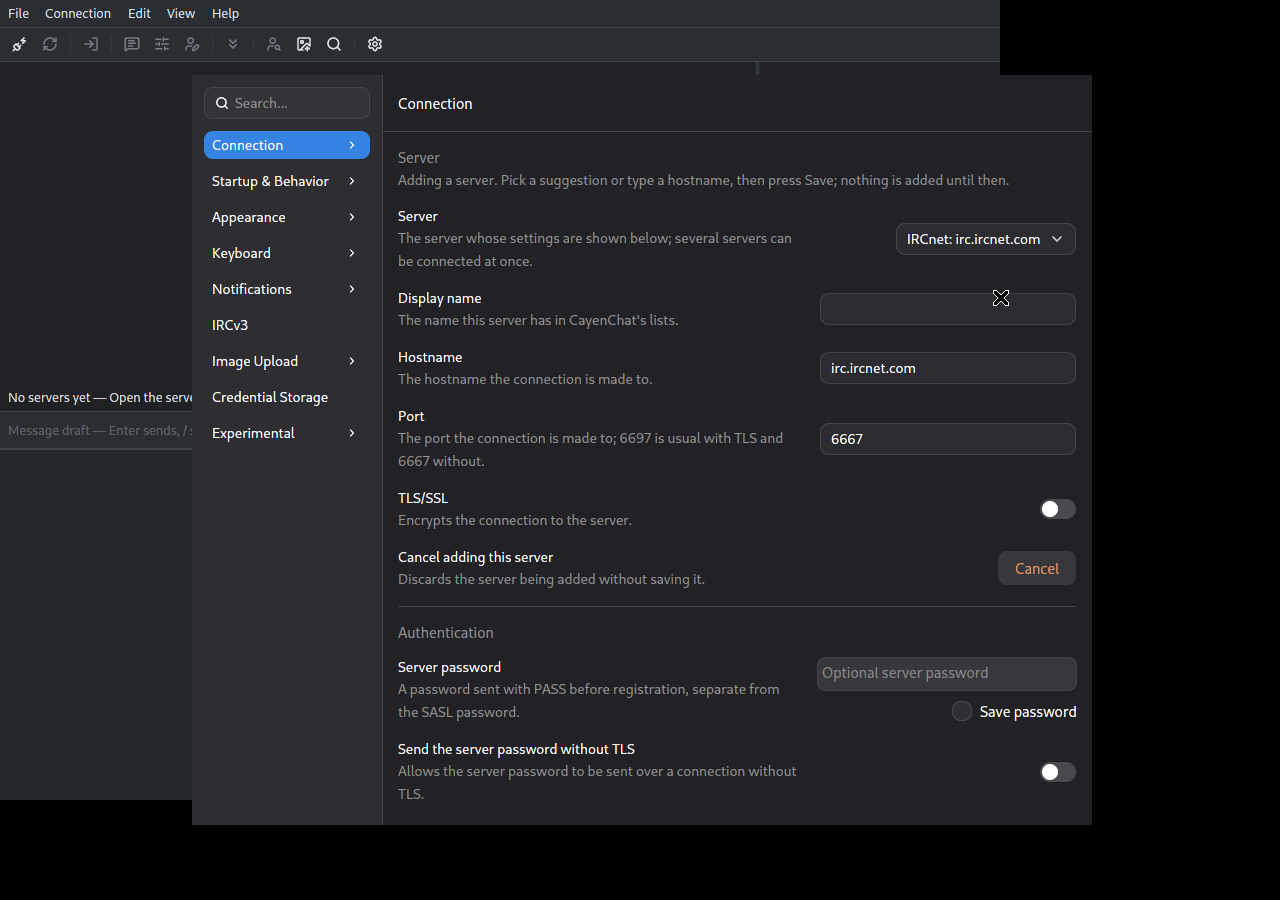 File Connection Edit View Help
Search...
Connection
Startup & Behavior
Appearance
Keyboard
Notifications
IRCv3
Image Upload
Credential Storage
Experimental
No servers yet — Open the serve
Message draft — Enter sends, /
Connection
Server
Adding a server. Pick a suggestion or type a hostname, then press Save; nothing is added until then.
Server
The server whose settings are shown below; several servers can
be connected at once.
IRCnet: irc.ircnet.com
Display name
The name this server has in CayenChat's lists.
Hostname
The hostname the connection is made to.
irc.ircnet.com
Port
The port the connection is made to; 6697 is usual with TLS and
6667 without.
6667
TLS/SSL
Encrypts the connection to the server.
Cancel adding this server
Discards the server being added without saving it.
Cancel
Authentication
Server password
A password sent with PASS before registration, separate from
the SASL password.
Optional server password
Save password
Send the server password without TLS
Allows the server password to be sent over a connection without
TLS.